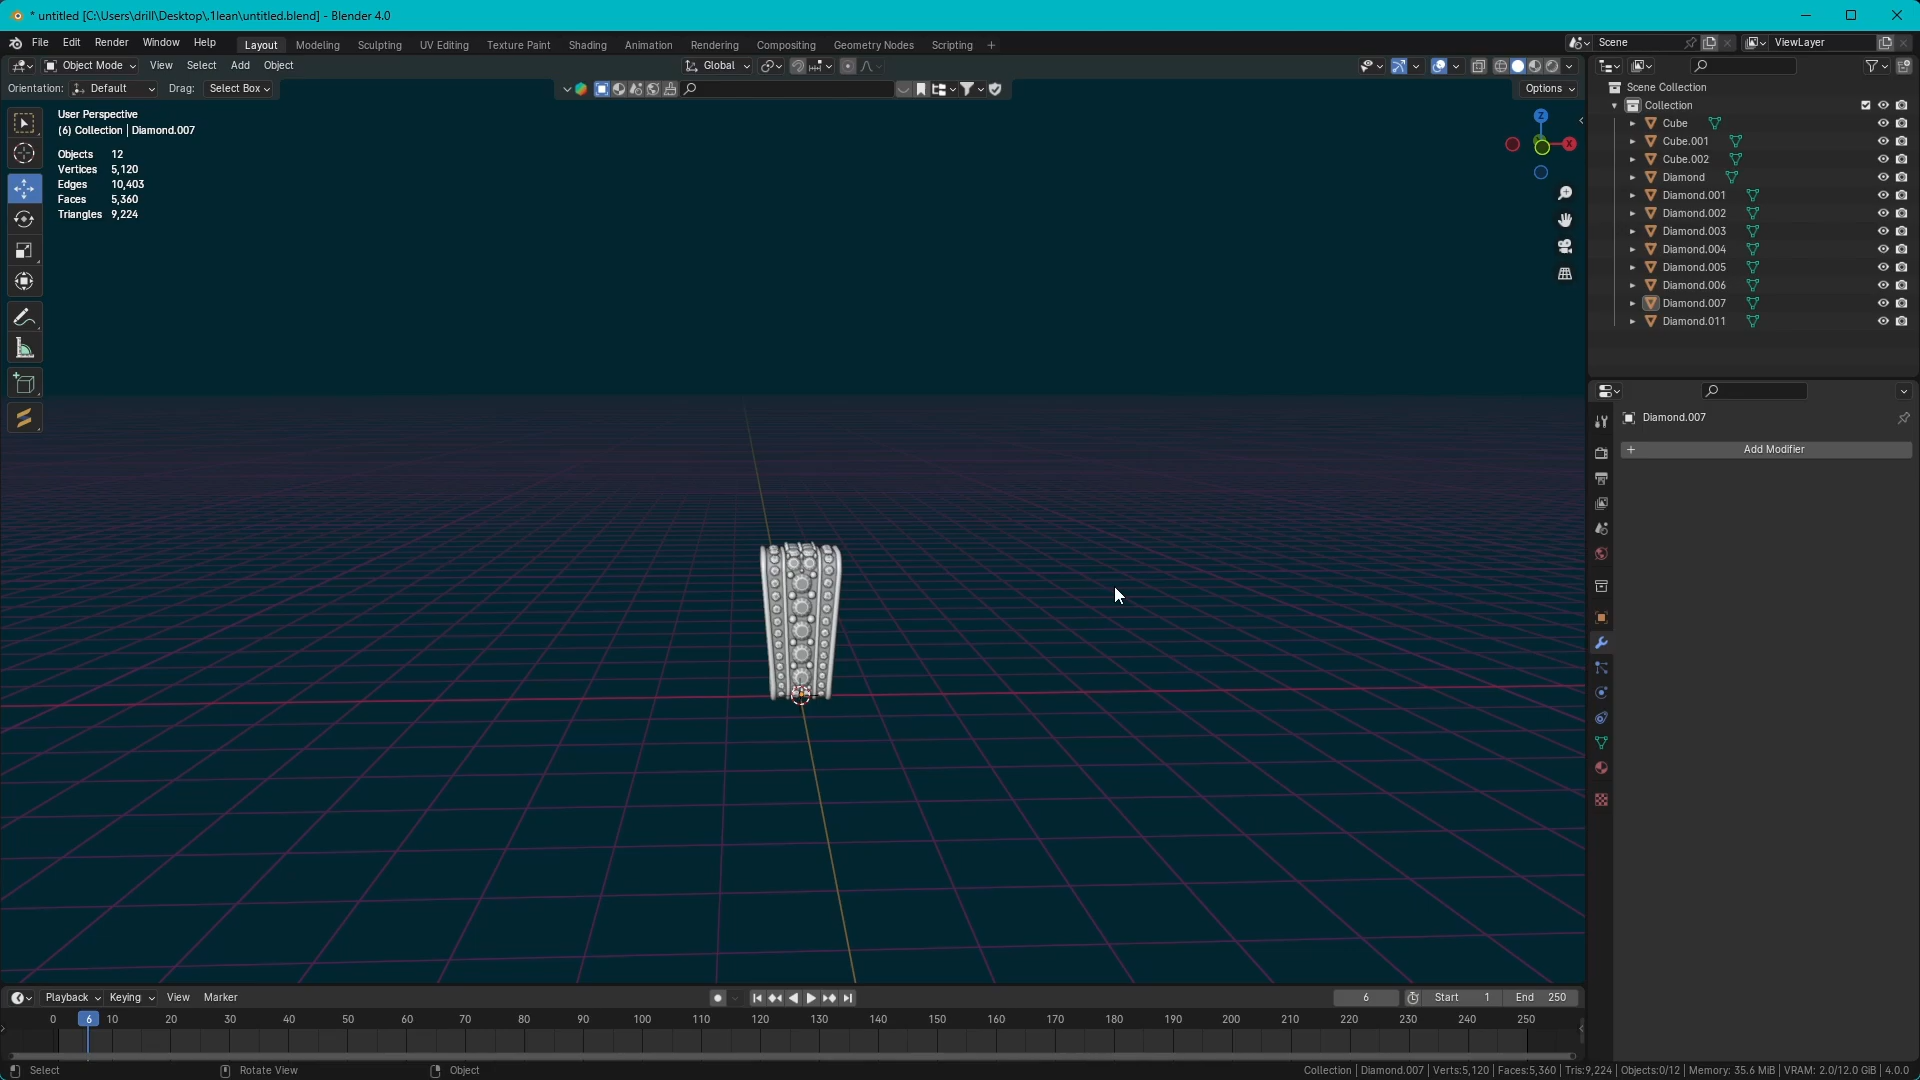 * untitled [C:\Users\drill\Desktop\.1lean\untitled.blend] - Blender 4.0
File Edit Render Window Help Layout Modeling Sculpting UV Editing Texture Paint Shading Animation Rendering Compositing Geometry Nodes Scripting + Scene ViewLayer
Object Mode View Select Add Object Global
Orientation: Default Drag: Select Box Options
User Perspective
(6) Collection | Diamond.007
Objects 12
Vertices 5,120
Edges 10,403
Faces 5,360
Triangles 9,224
Z
X
Scene Collection
Collection
Cube
Cube.001
Cube.002
Diamond
Diamond.001
Diamond.002
Diamond.003
Diamond.004
Diamond.005
Diamond.006
Diamond.007
Diamond.011
Diamond.007
+ Add Modifier
Playback Keying View Marker 6 Start 1 End 250
0 6 10 20 30 40 50 60 70 80 90 100 110 120 130 140 150 160 170 180 190 200 210 220 230 240 250
Select Rotate View Object Collection | Diamond.007 | Verts:5,120 | Faces:5,360 | Tris:9,224 | Objects:0/12 | Memory: 35.6 MiB | VRAM: 2.0/12.0 GiB | 4.0.0